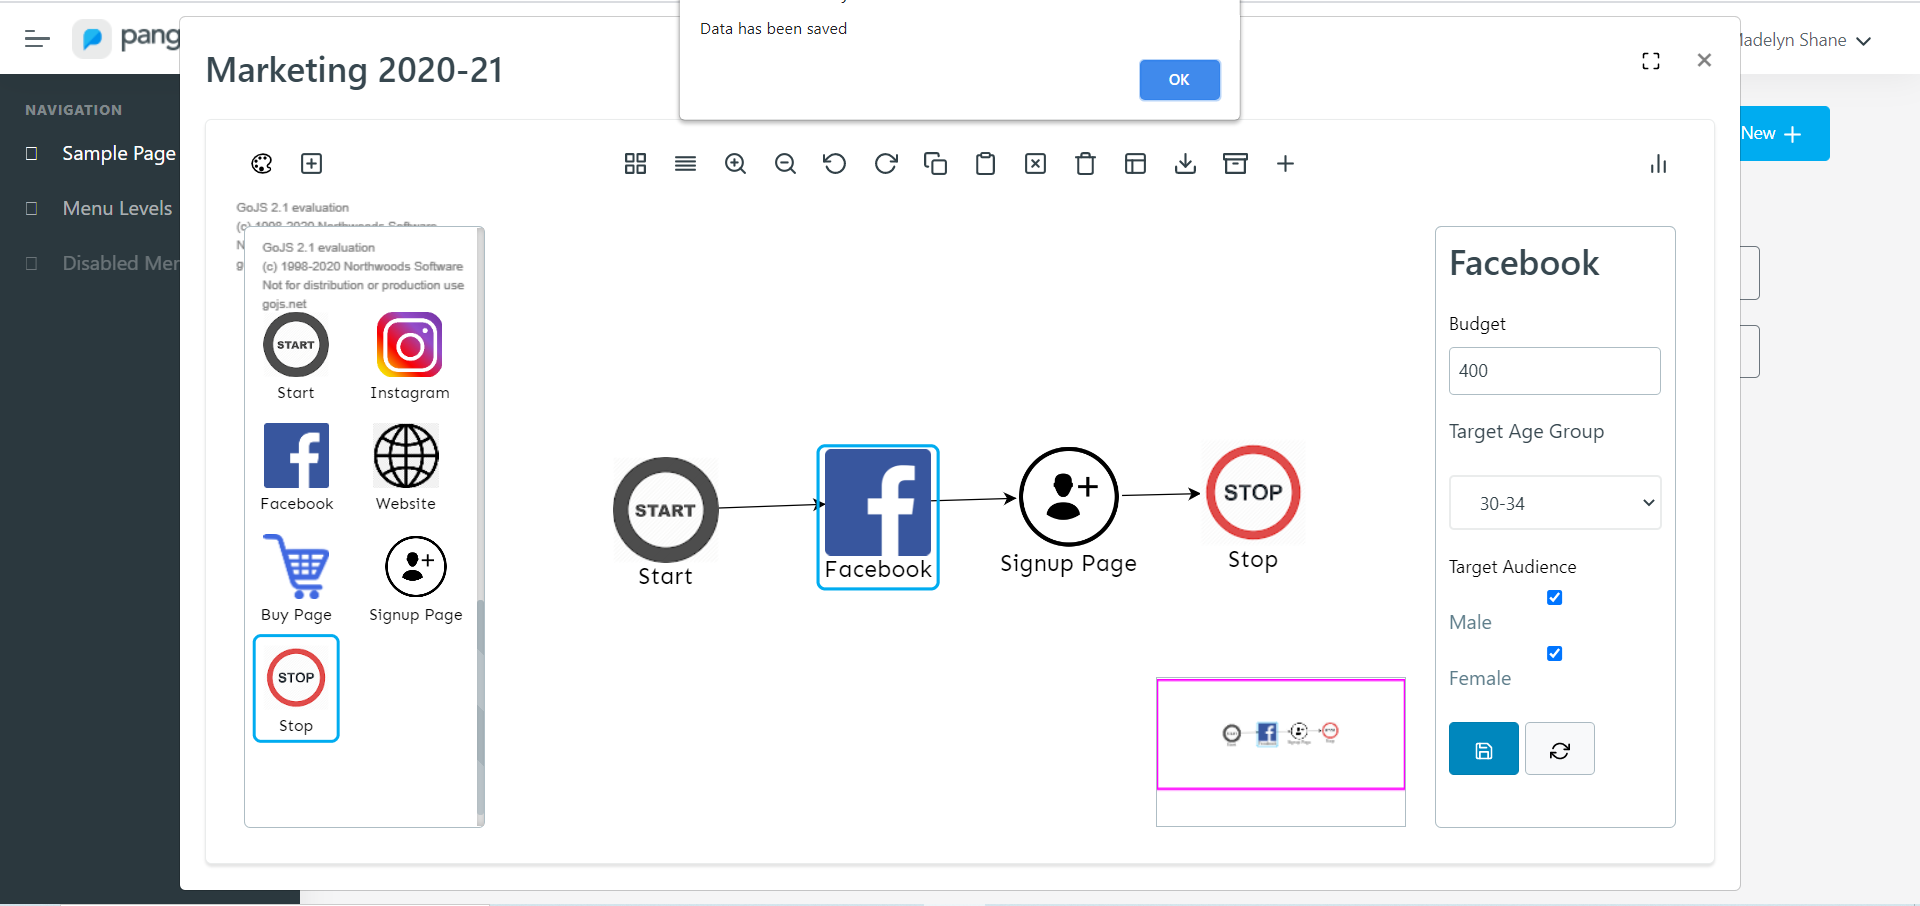 Data has been saved
OK
pang
Madelyn Shane
Marketing 2020-21
NAVIGATION
Sample Page
Menu Levels
Disabled Mer
New +
GoJS 2.1 evaluation
(c) 1998-2020 Northwoods Software
N
g
GoJS 2.1 evaluation
(c) 1998-2020 Northwoods Software
Not for distribution or production use
gojs.net
START
Start
Instagram
Facebook
Website
Buy Page
Signup Page
STOP
Stop
START
Start
Facebook
Signup Page
STOP
Stop
Facebook
Budget
400
Target Age Group
30-34
Target Audience
Male
Female